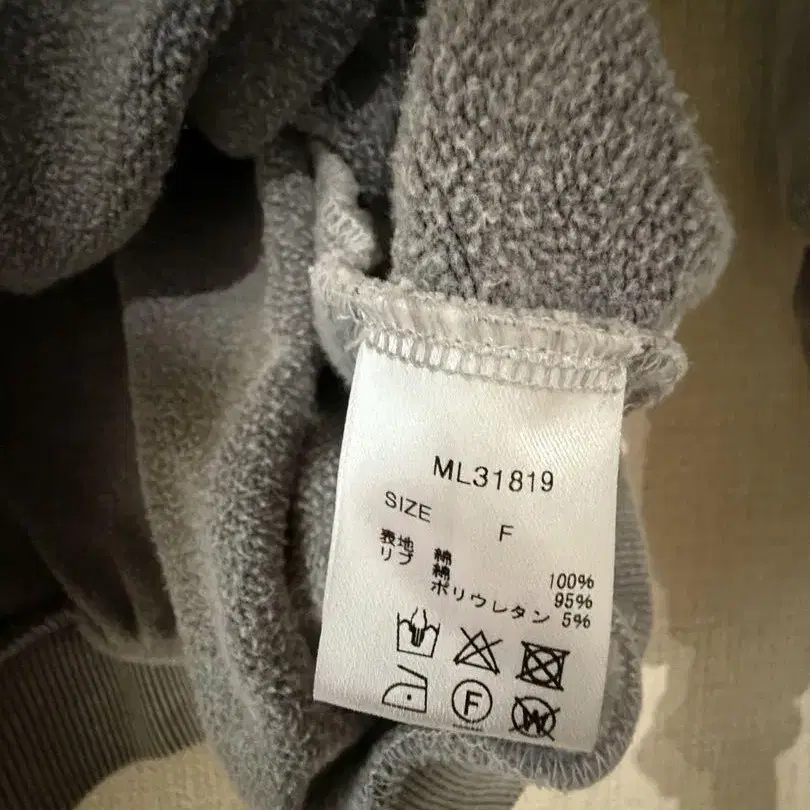 ML31819
SIZE F
表地 綿 100%
リブ 綿 95%
ポリウレタン 5%
F
W